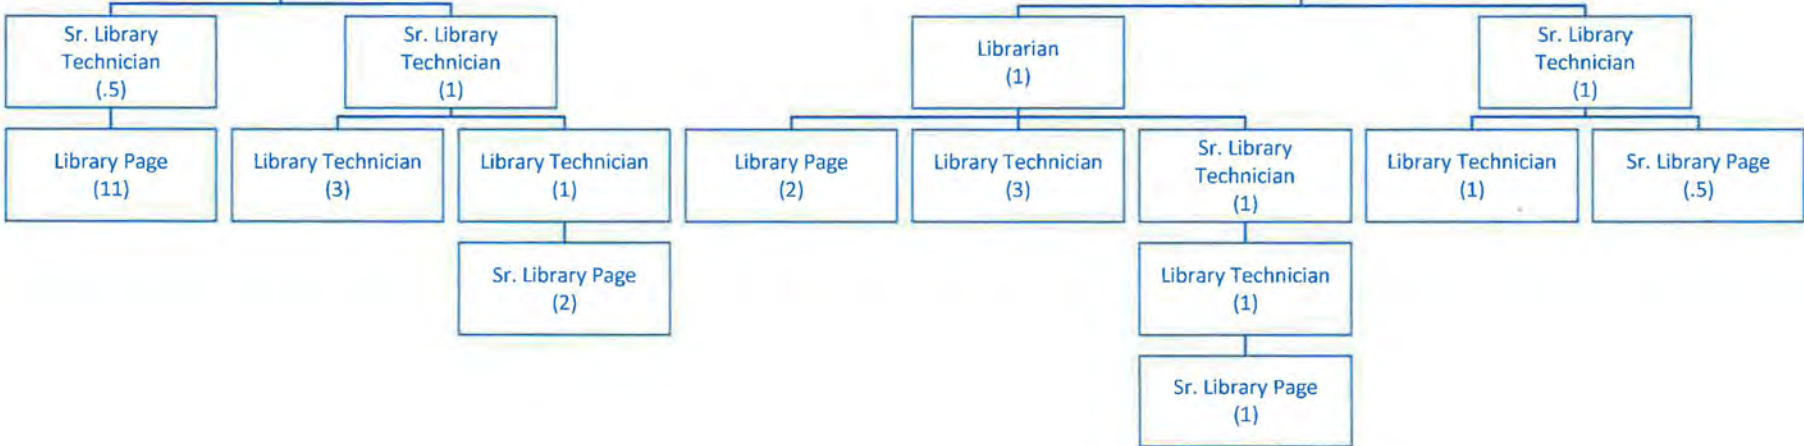 Sr. Library
Technician
(.5)
Sr. Library
Technician
(1)
Librarian
(1)
Sr. Library
Technician
(1)
Library Page
(11)
Library Technician
(3)
Library Technician
(1)
Library Page
(2)
Library Technician
(3)
Sr. Library
Technician
(1)
Library Technician
(1)
Sr. Library Page
(.5)
Sr. Library Page
(2)
Library Technician
(1)
Sr. Library Page
(1)